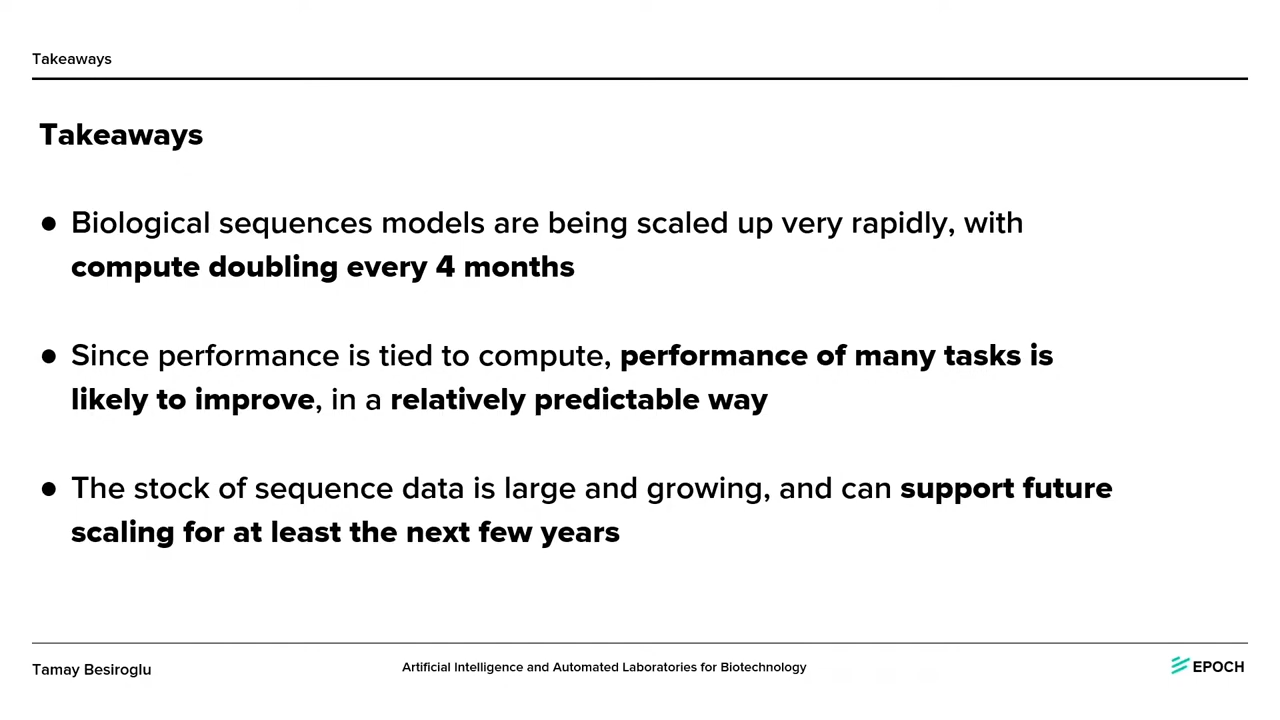 Takeaways
Takeaways
● Biological sequences models are being scaled up very rapidly, with
compute doubling every 4 months
● Since performance is tied to compute, performance of many tasks is
likely to improve, in a relatively predictable way
● The stock of sequence data is large and growing, and can support future
scaling for at least the next few years
Tamay Besiroglu
Artificial Intelligence and Automated Laboratories for Biotechnology
EPOCH